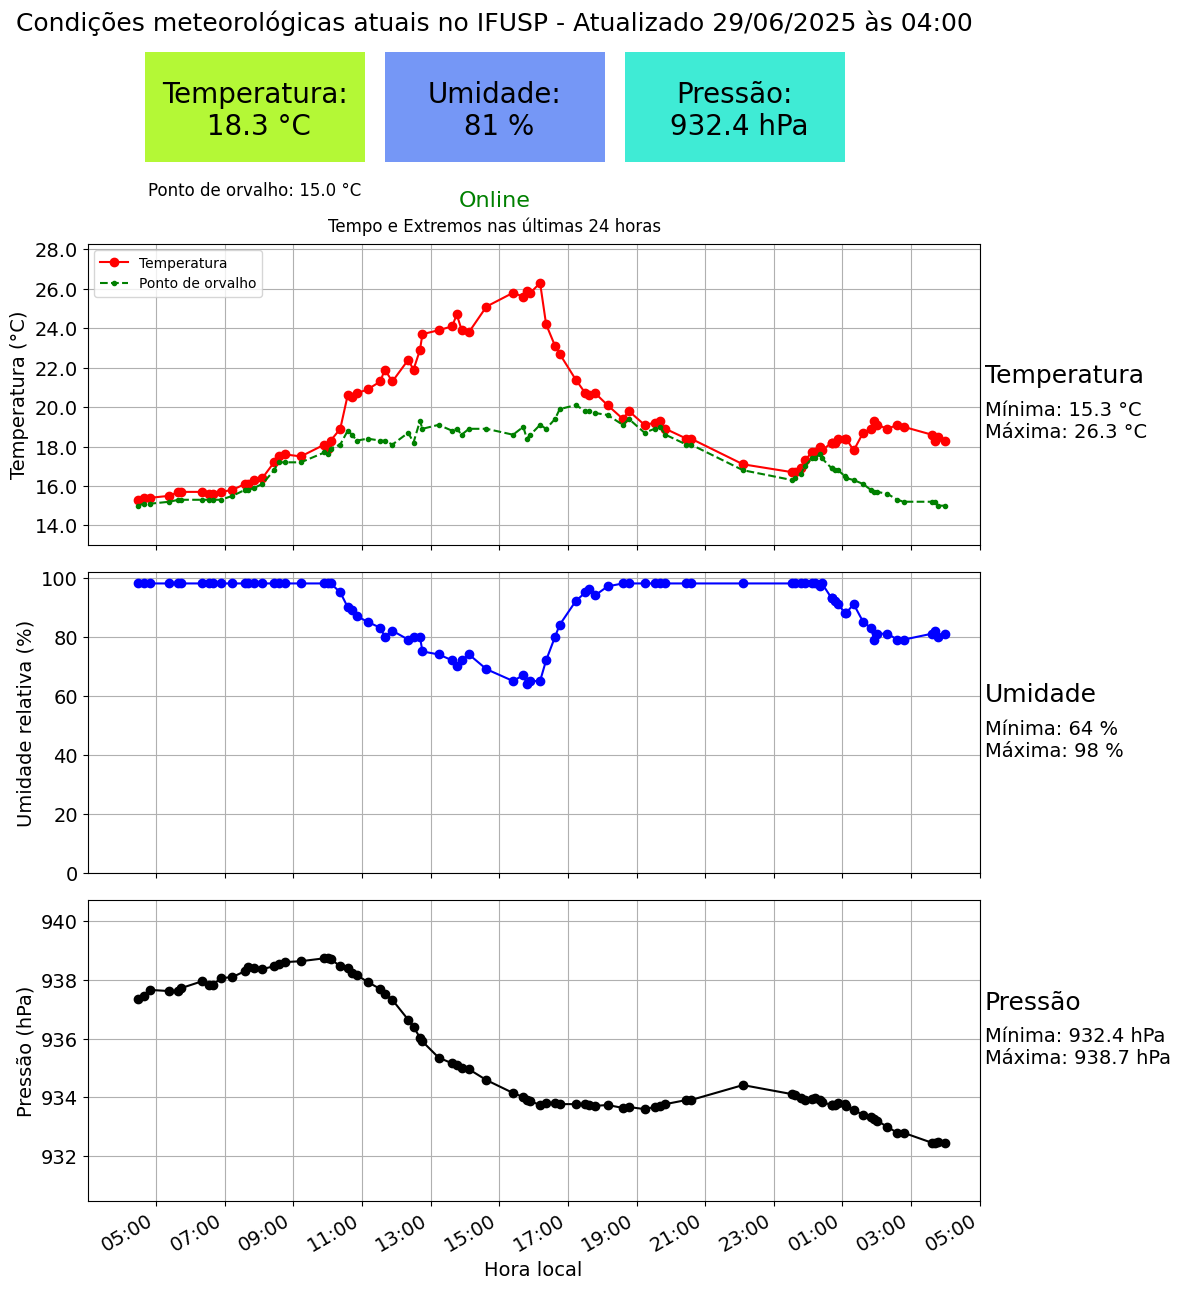 Condições meteorológicas atuais no IFUSP - Atualizado 29/06/2025 às 04:00
Temperatura:
18.3 °C
Umidade:
81 %
Pressão:
932.4 hPa
Ponto de orvalho: 15.0 °C
Online
Tempo e Extremos nas últimas 24 horas
Temperatura (°C)
28.0
26.0
24.0
22.0
20.0
18.0
16.0
14.0
Temperatura
Ponto de orvalho
Temperatura
Mínima: 15.3 °C
Máxima: 26.3 °C
Umidade relativa (%)
100
80
60
40
20
0
Umidade
Mínima: 64 %
Máxima: 98 %
Pressão (hPa)
940
938
936
934
932
Pressão
Mínima: 932.4 hPa
Máxima: 938.7 hPa
05:00 07:00 09:00 11:00 13:00 15:00 17:00 19:00 21:00 23:00 01:00 03:00 05:00
Hora local